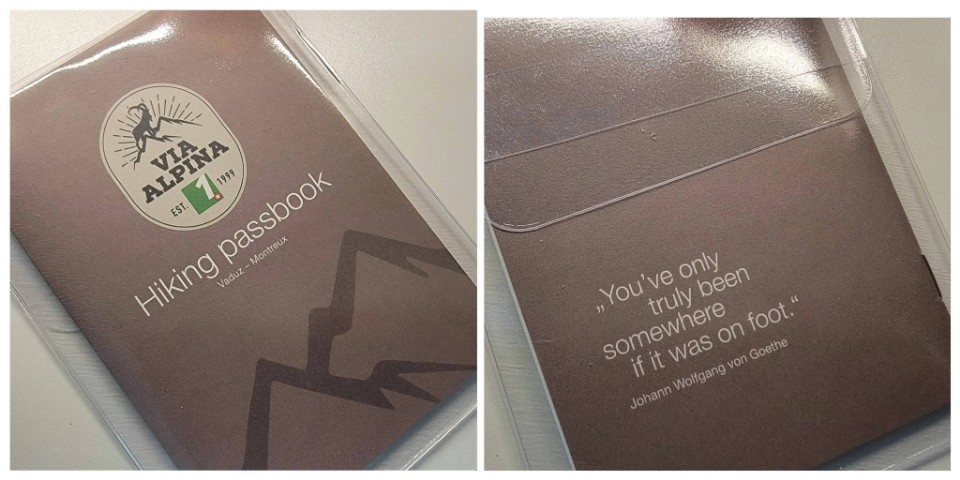 VIA
ALPINA
EST. 1 1999
Hiking passbook
Vaduz – Montreux
„You've only
truly been
somewhere
if it was on foot.“
Johann Wolfgang von Goethe